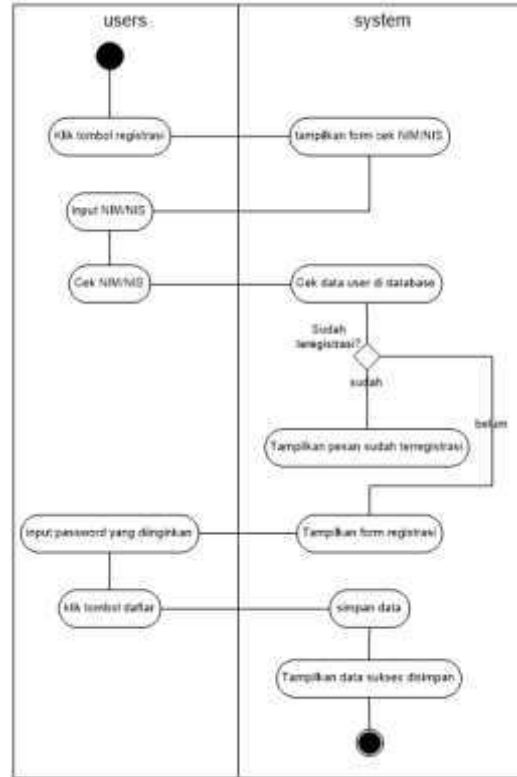 users
system
Klik tombol registrasi
tampilkan form cek NIM/NIS
Input NIM/NIS
Cek NIM/NIS
Cek data user di database
Sudah
teregistrasi?
sudah
belum
Tampilkan pesan sudah terregistrasi
input password yang diinginkan
Tampilkan form registrasi
klik tombol daftar
simpan data
Tampilkan data sukses disimpan